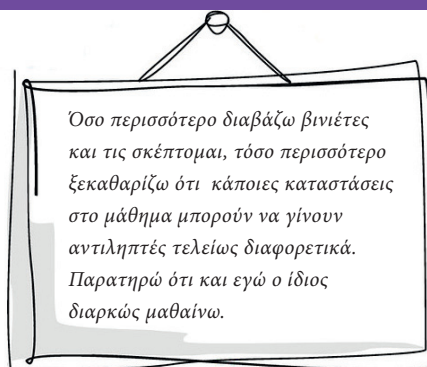 Όσο περισσότερο διαβάζω βινιέτες
και τις σκέπτομαι, τόσο περισσότερο
ξεκαθαρίζω ότι κάποιες καταστάσεις
στο μάθημα μπορούν να γίνουν
αντιληπτές τελείως διαφορετικά.
Παρατηρώ ότι και εγώ ο ίδιος
διαρκώς μαθαίνω.